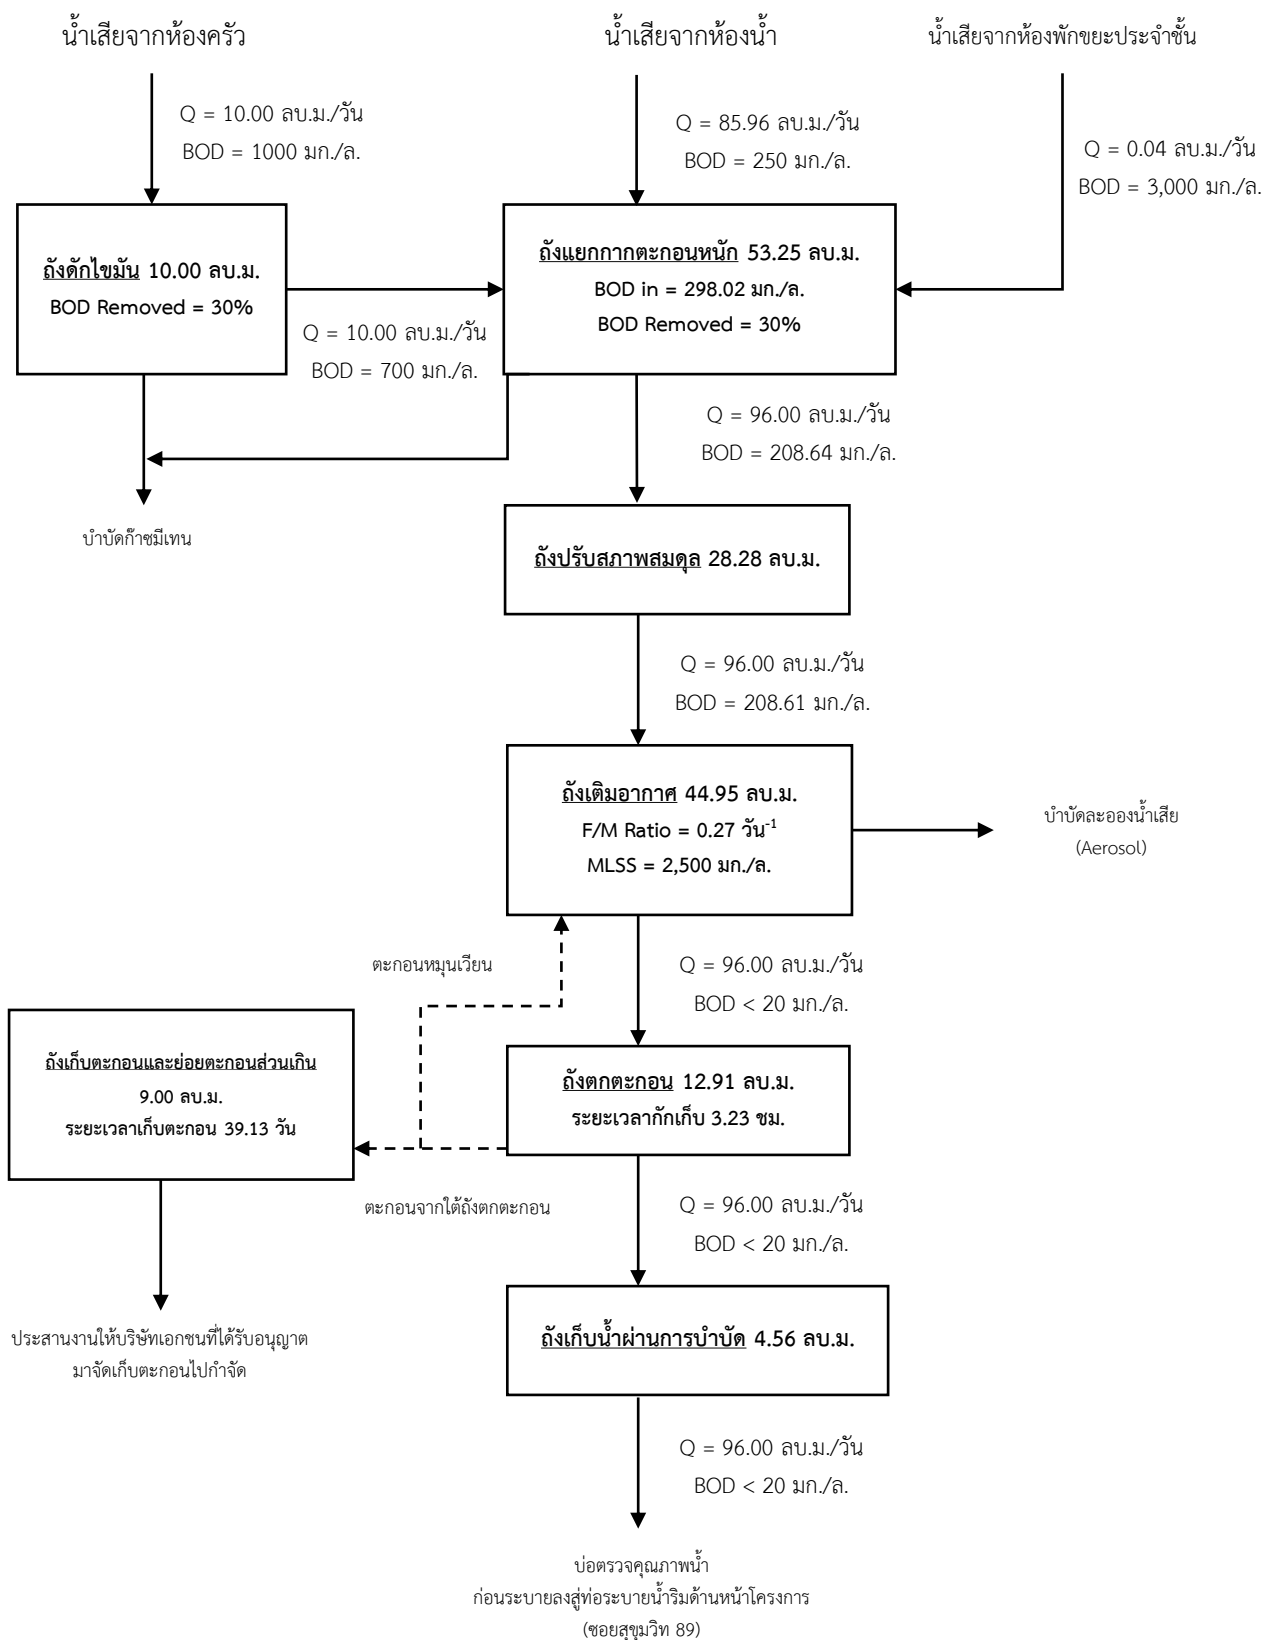 น้ำเสียจากห้องครัว
น้ำเสียจากห้องน้ำ
น้ำเสียจากห้องพักขยะประจำชั้น
Q = 10.00 ลบ.ม./วัน
BOD = 1000 มก./ล.
Q = 85.96 ลบ.ม./วัน
BOD = 250 มก./ล.
Q = 0.04 ลบ.ม./วัน
BOD = 3,000 มก./ล.
ถังดักไขมัน 10.00 ลบ.ม.
BOD Removed = 30%
ถังแยกกากตะกอนหนัก 53.25 ลบ.ม.
BOD in = 298.02 มก./ล.
BOD Removed = 30%
Q = 10.00 ลบ.ม./วัน
BOD = 700 มก./ล.
Q = 96.00 ลบ.ม./วัน
BOD = 208.64 มก./ล.
บำบัดก๊าซมีเทน
ถังปรับสภาพสมดุล 28.28 ลบ.ม.
Q = 96.00 ลบ.ม./วัน
BOD = 208.61 มก./ล.
ถังเติมอากาศ 44.95 ลบ.ม.
F/M Ratio = 0.27 วัน⁻¹
MLSS = 2,500 มก./ล.
บำบัดละอองน้ำเสีย
(Aerosol)
ตะกอนหมุนเวียน
Q = 96.00 ลบ.ม./วัน
BOD < 20 มก./ล.
ถังเก็บตะกอนและย่อยตะกอนส่วนเกิน
9.00 ลบ.ม.
ระยะเวลาเก็บตะกอน 39.13 วัน
ถังตกตะกอน 12.91 ลบ.ม.
ระยะเวลากักเก็บ 3.23 ชม.
ตะกอนจากใต้ถังตกตะกอน
Q = 96.00 ลบ.ม./วัน
BOD < 20 มก./ล.
ถังเก็บน้ำผ่านการบำบัด 4.56 ลบ.ม.
ประสานงานให้บริษัทเอกชนที่ได้รับอนุญาต
มาจัดเก็บตะกอนไปกำจัด
Q = 96.00 ลบ.ม./วัน
BOD < 20 มก./ล.
บ่อตรวจคุณภาพน้ำ
ก่อนระบายลงสู่ท่อระบายน้ำริมด้านหน้าโครงการ
(ซอยสุขุมวิท 89)